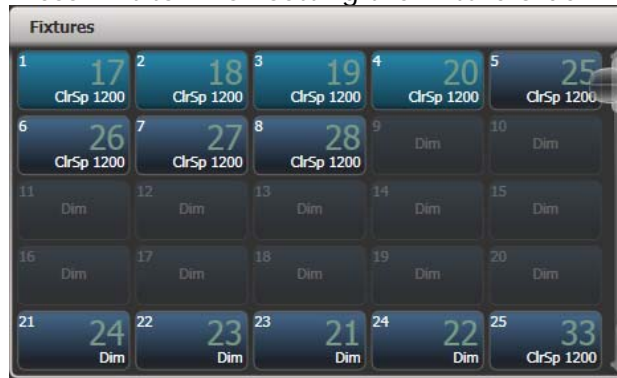 Fixtures
1 17 ClrSp 1200
2 18 ClrSp 1200
3 19 ClrSp 1200
4 20 ClrSp 1200
5 25 ClrSp 1200
6 26 ClrSp 1200
7 27 ClrSp 1200
8 28 ClrSp 1200
9 Dim
10 Dim
11 Dim
12 Dim
13 Dim
14 Dim
15 Dim
16 Dim
17 Dim
18 Dim
19 Dim
20 Dim
21 24 Dim
22 23 Dim
23 21 Dim
24 22 Dim
25 33 ClrSp 1200